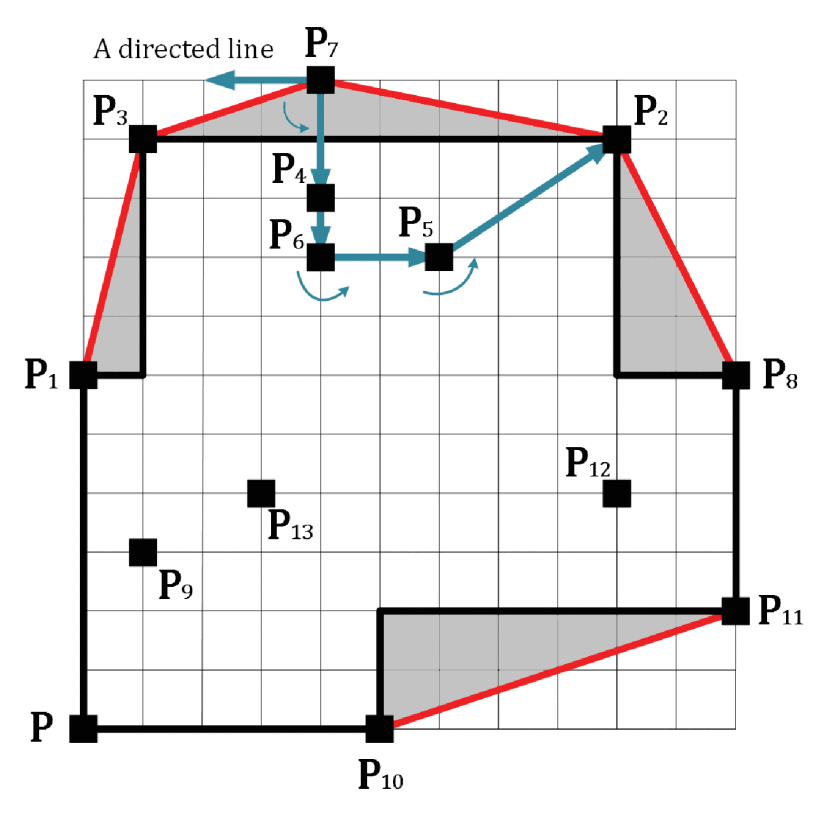 A directed line
P7
P3
P2
P4
P6
P5
P1
P8
P12
P13
P9
P11
P
P10